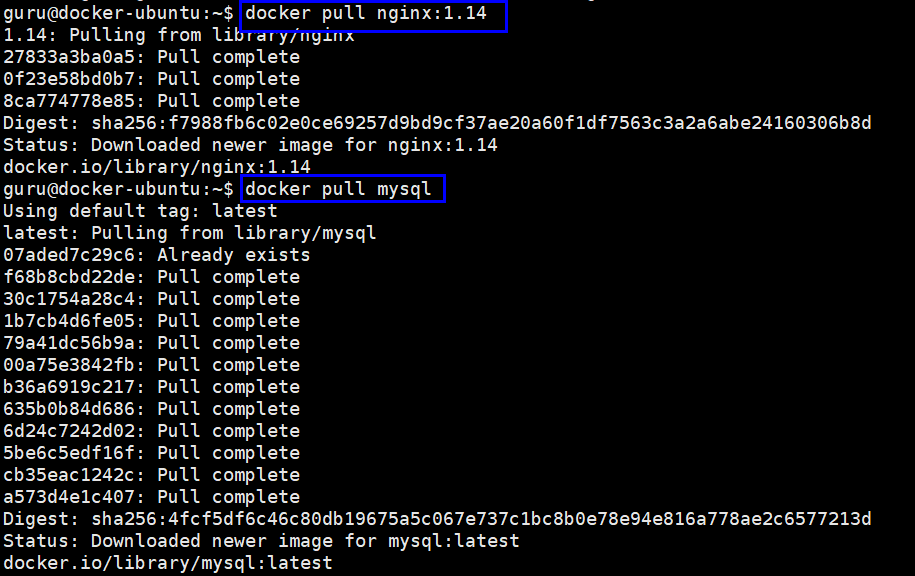 guru@docker-ubuntu:~$ docker pull nginx:1.14
1.14: Pulling from library/nginx
27833a3ba0a5: Pull complete
0f23e58bd0b7: Pull complete
8ca774778e85: Pull complete
Digest: sha256:f7988fb6c02e0ce69257d9bd9cf37ae20a60f1df7563c3a2a6abe24160306b8d
Status: Downloaded newer image for nginx:1.14
docker.io/library/nginx:1.14
guru@docker-ubuntu:~$ docker pull mysql
Using default tag: latest
latest: Pulling from library/mysql
07aded7c29c6: Already exists
f68b8cbd22de: Pull complete
30c1754a28c4: Pull complete
1b7cb4d6fe05: Pull complete
79a41dc56b9a: Pull complete
00a75e3842fb: Pull complete
b36a6919c217: Pull complete
635b0b84d686: Pull complete
6d24c7242d02: Pull complete
5be6c5edf16f: Pull complete
cb35eac1242c: Pull complete
a573d4e1c407: Pull complete
Digest: sha256:4fcf5df6c46c80db19675a5c067e737c1bc8b0e78e94e816a778ae2c6577213d
Status: Downloaded newer image for mysql:latest
docker.io/library/mysql:latest